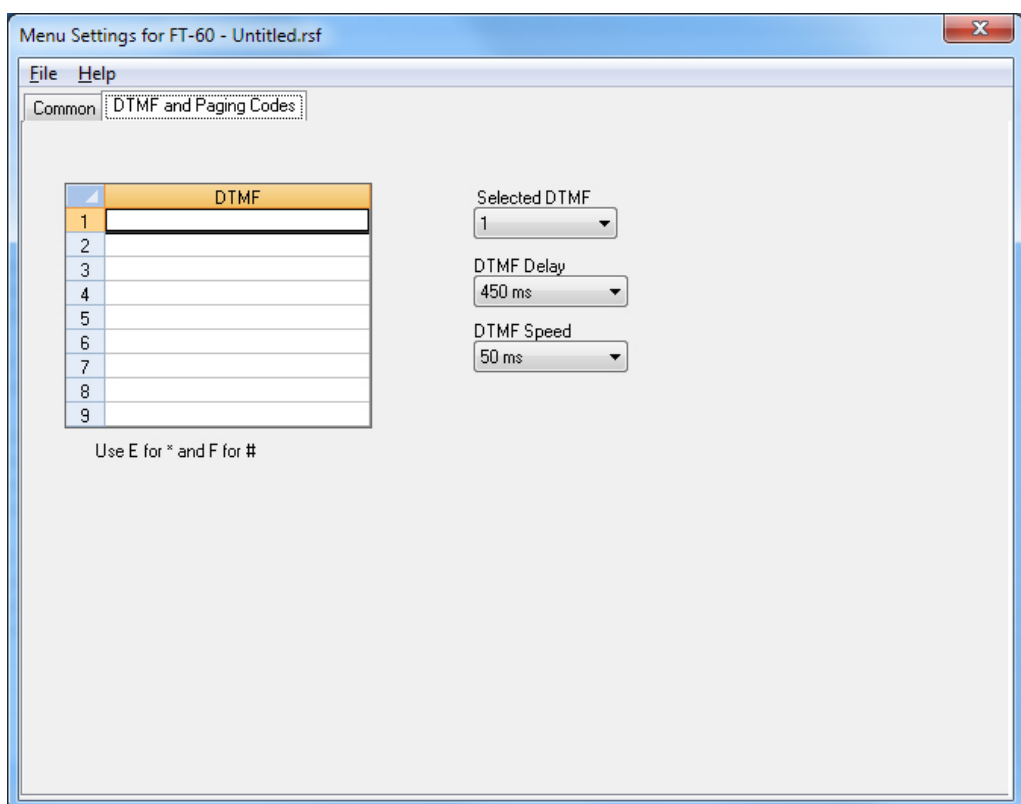 Menu Settings for FT-60 - Untitled.rsf
File Help
Common DTMF and Paging Codes
DTMF
1
2
3
4
5
6
7
8
9
Use E for * and F for #
Selected DTMF
1
DTMF Delay
450 ms
DTMF Speed
50 ms